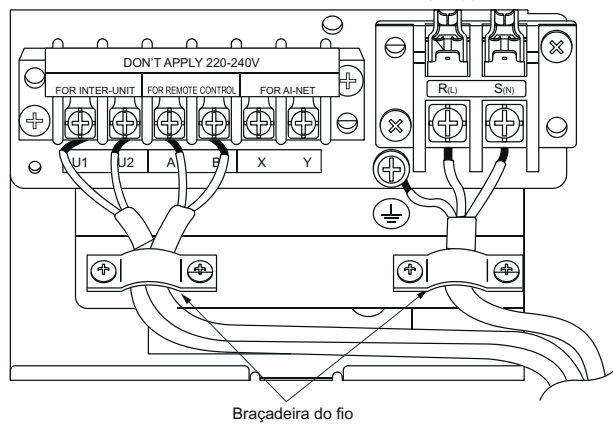 DON'T APPLY 220-240V
FOR INTER-UNIT FOR REMOTE CONTROL FOR AI-NET
R(L) S(N)
U1 U2 A B X Y
Braçadeira do fio